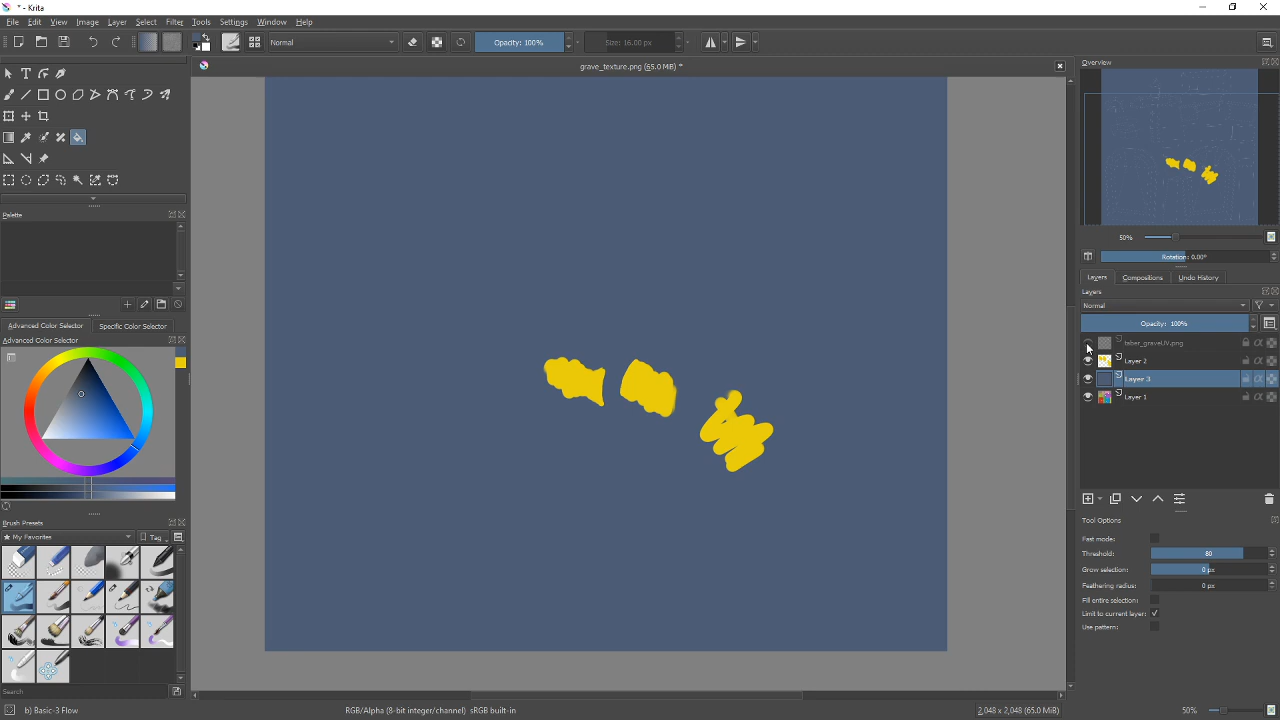 * - Krita
File Edit View Image Layer Select Filter Tools Settings Window Help
Normal Opacity: 100% Size: 16.00 px
grave_texture.png (65.0 MiB) *
Overview
50%
Rotation: 0.00°
Palette
Layers Compositions Undo History
Layers
Normal
Opacity: 100%
taber_graveUV.png
Layer 2
Layer 3
Layer 1
Advanced Color Selector Specific Color Selector
Advanced Color Selector
Brush Presets
My Favorites Tag
Tool Options
Fast mode:
Threshold: 80
Grow selection: 0 px
Feathering radius: 0 px
Fill entire selection:
Limit to current layer:
Use pattern:
Search
b) Basic-3 Flow RGB/Alpha (8-bit integer/channel) sRGB built-in 2,048 x 2,048 (65.0 MiB) 50%